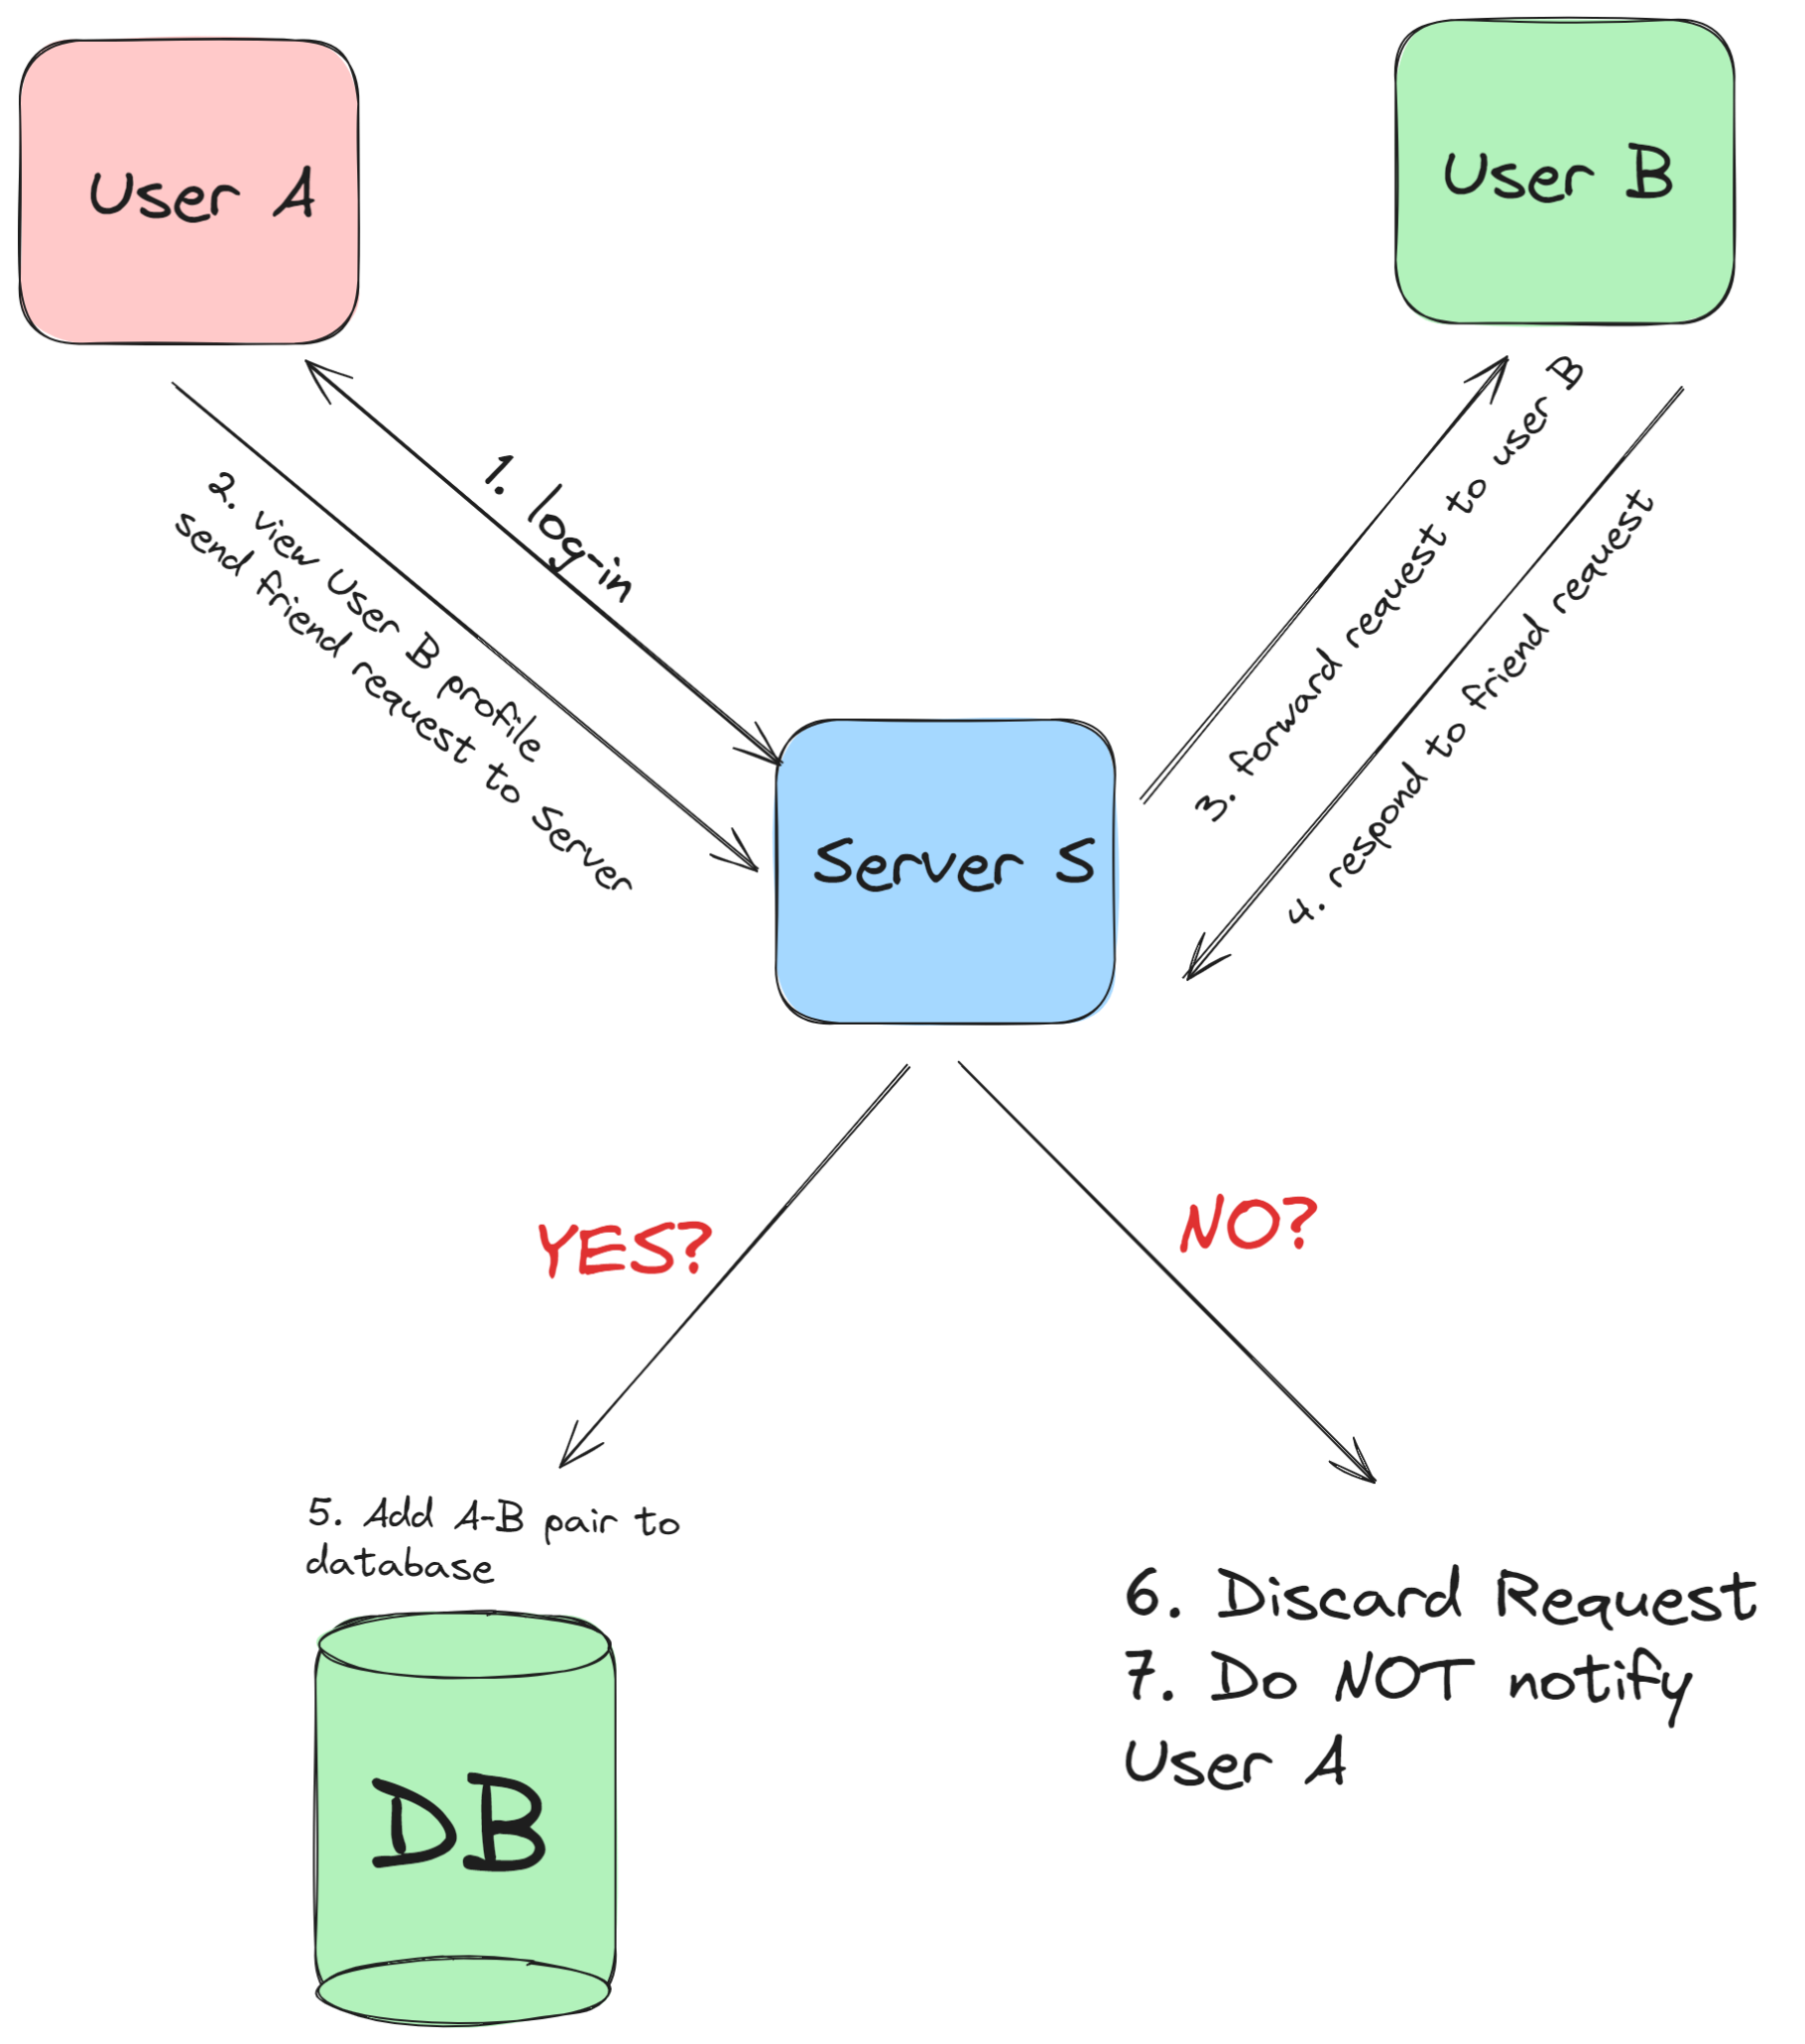 User A
User B
1. login
2. view User B profile
send friend request to server
3. forward request to user B
4. respond to friend request
Server S
YES?
NO?
5. Add A-B pair to
database
6. Discard Request
7. Do NOT notify
User A
DB